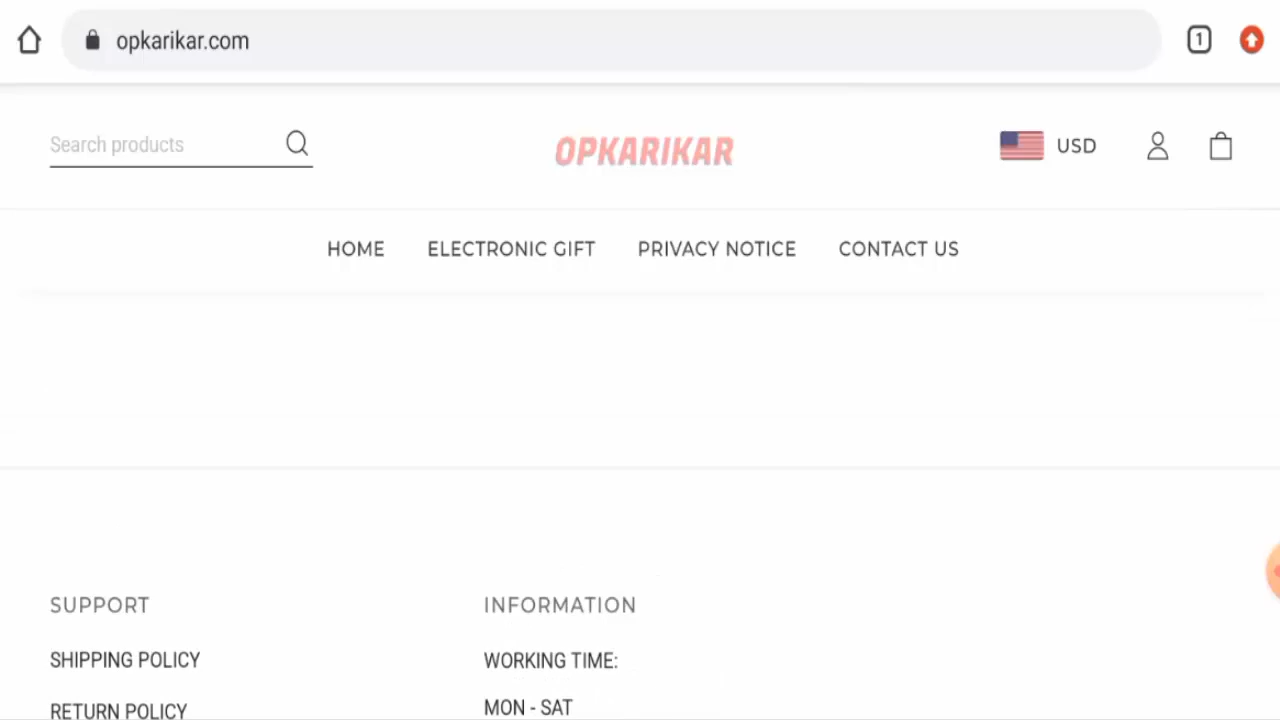 opkarikar.com
1
Search products
OPKARIKAR
USD
HOME ELECTRONIC GIFT PRIVACY NOTICE CONTACT US
SUPPORT
INFORMATION
SHIPPING POLICY
WORKING TIME:
RETURN POLICY
MON - SAT